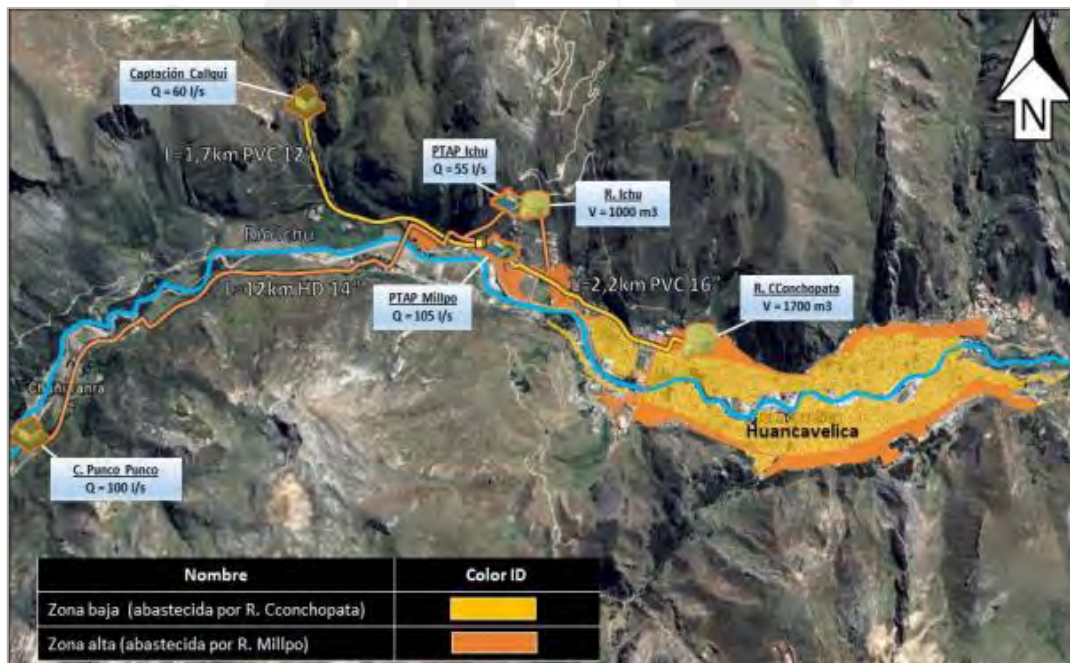 Captación Callqui
Q = 60 l/s
N
L=1,7km PVC 12"
PTAP Ichu
Q = 55 l/s
R. Ichu
V = 1000 m3
Río Ichu
L=12km HD 14"
PTAP Millpo
Q = 105 l/s
L=2,2km PVC 16"
R. CConchopata
V = 1700 m3
Huancavelica
C. Punco Punco
Q = 100 l/s
Nombre Color ID
Zona baja (abastecida por R. Cconchopata)
Zona alta (abastecida por R. Millpo)